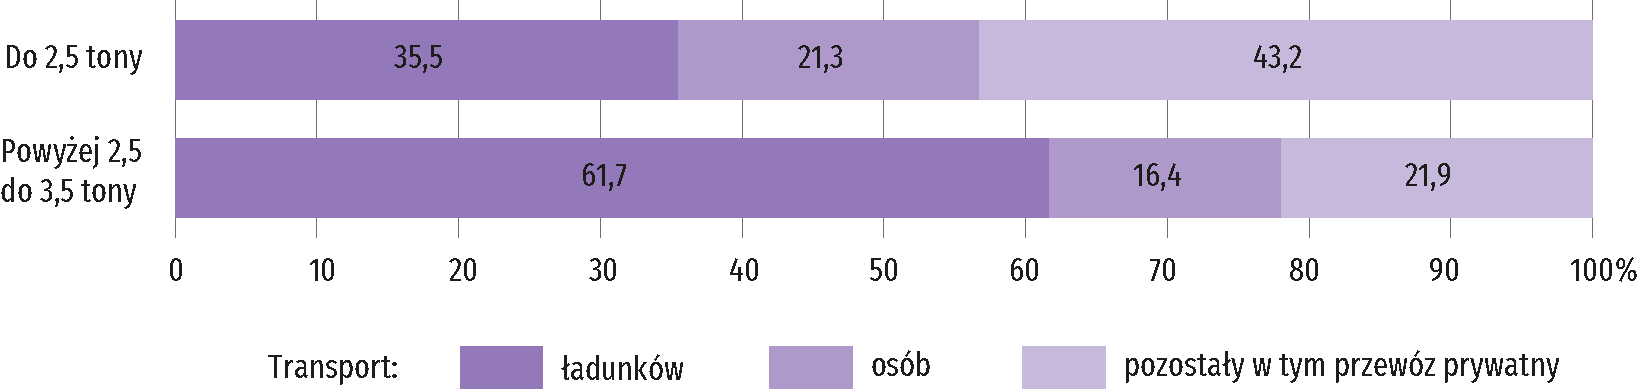 Do 2,5 tony
35,5
21,3
43,2
Powyżej 2,5
do 3,5 tony
61,7
16,4
21,9
0 10 20 30 40 50 60 70 80 90 100%
Transport: ładunków osób pozostały w tym przewóz prywatny